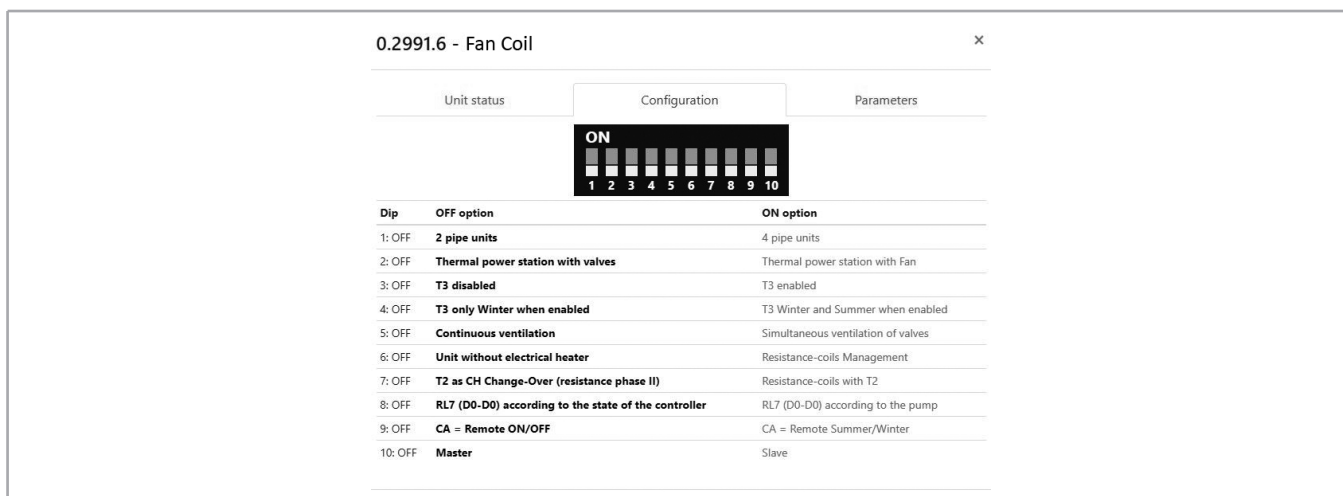 0.2991.6 - Fan Coil ×
Unit status Configuration Parameters
ON
1 2 3 4 5 6 7 8 9 10
Dip OFF option ON option
1: OFF 2 pipe units 4 pipe units
2: OFF Thermal power station with valves Thermal power station with Fan
3: OFF T3 disabled T3 enabled
4: OFF T3 only Winter when enabled T3 Winter and Summer when enabled
5: OFF Continuous ventilation Simultaneous ventilation of valves
6: OFF Unit without electrical heater Resistance-coils Management
7: OFF T2 as CH Change-Over (resistance phase II) Resistance-coils with T2
8: OFF RL7 (D0-D0) according to the state of the controller RL7 (D0-D0) according to the pump
9: OFF CA = Remote ON/OFF CA = Remote Summer/Winter
10: OFF Master Slave